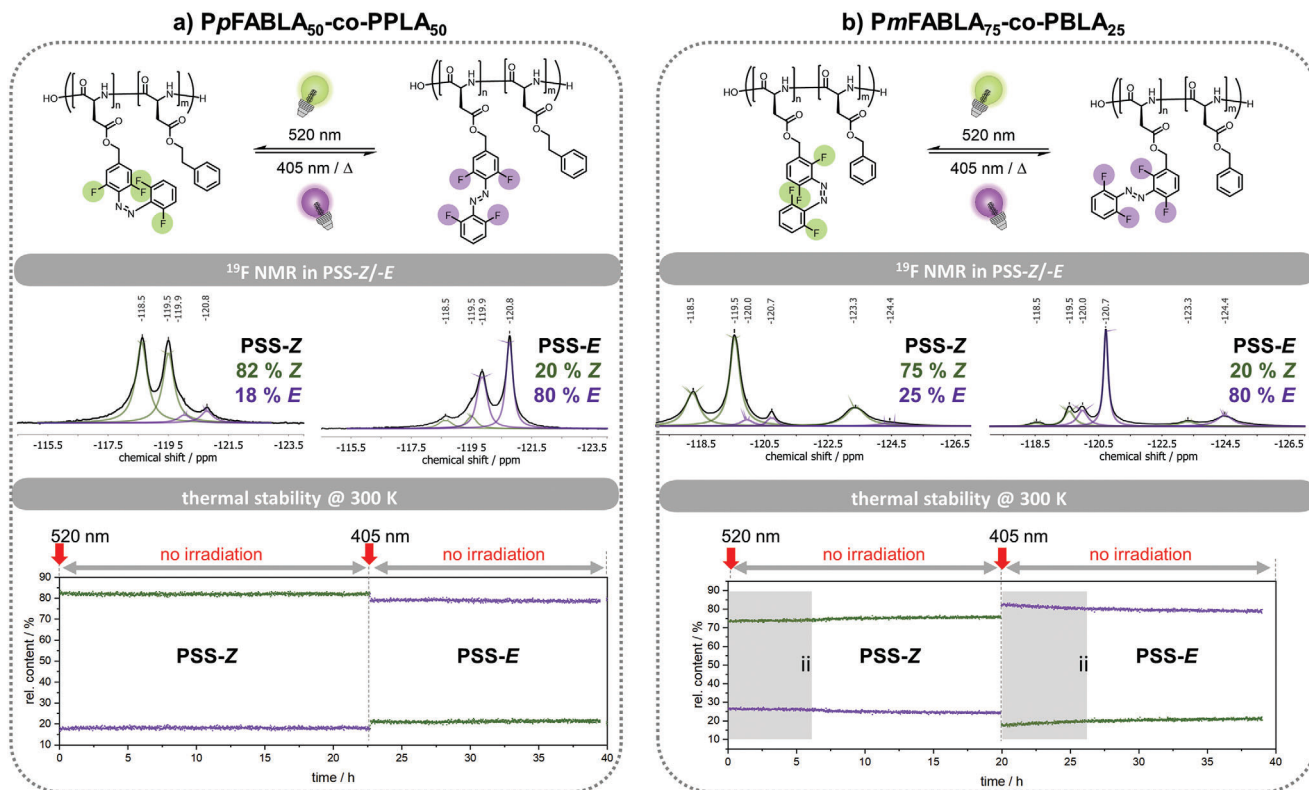 a) PpFABLA50-co-PPLA50
HO
O
H
N
n
O
H
N
m
H
O
O
O
O
F
F
F
F
N
N
520 nm
405 nm / Δ
HO
O
H
N
n
O
H
N
m
H
O
O
O
O
F
F
N
N
F
F
19F NMR in PSS-Z/-E
-118.5
-119.5
-119.9
-120.8
PSS-Z
82 % Z
18 % E
-115.5 -117.5 -119.5 -121.5 -123.5
chemical shift / ppm
-118.5
-119.5
-119.9
-120.8
PSS-E
20 % Z
80 % E
-115.5 -117.5 -119.5 -121.5 -123.5
chemical shift / ppm
thermal stability @ 300 K
520 nm
no irradiation
405 nm
no irradiation
rel. content / %
90
80
70
60
50
40
30
20
10
PSS-Z
PSS-E
0 5 10 15 20 25 30 35 40
time / h
b) PmFABLA75-co-PBLA25
HO
O
H
N
n
O
H
N
m
H
O
O
O
O
F
F
F
F
N
N
520 nm
405 nm / Δ
HO
O
H
N
n
O
H
N
m
H
O
O
O
O
F
F
N
N
F
F
19F NMR in PSS-Z/-E
-118.5
-119.5
-120.0
-120.7
-123.3
-124.4
PSS-Z
75 % Z
25 % E
-118.5 -120.5 -122.5 -124.5 -126.5
chemical shift / ppm
-118.5
-119.5
-120.0
-120.7
-123.3
-124.4
PSS-E
20 % Z
80 % E
-118.5 -120.5 -122.5 -124.5 -126.5
chemical shift / ppm
thermal stability @ 300 K
520 nm
no irradiation
405 nm
no irradiation
rel. content / %
90
80
70
60
50
40
30
20
10
ii
PSS-Z
ii
PSS-E
0 5 10 15 20 25 30 35 40
time / h